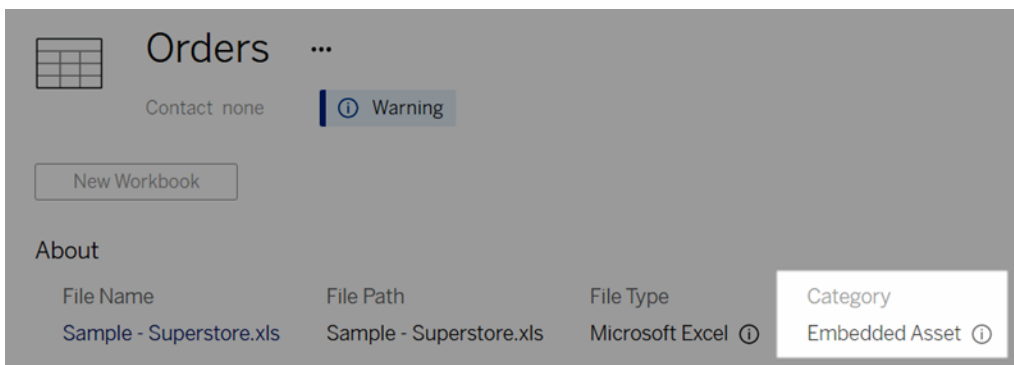 Orders ...
Contact none Warning
New Workbook
About
File Name File Path File Type Category
Sample - Superstore.xls Sample - Superstore.xls Microsoft Excel Embedded Asset